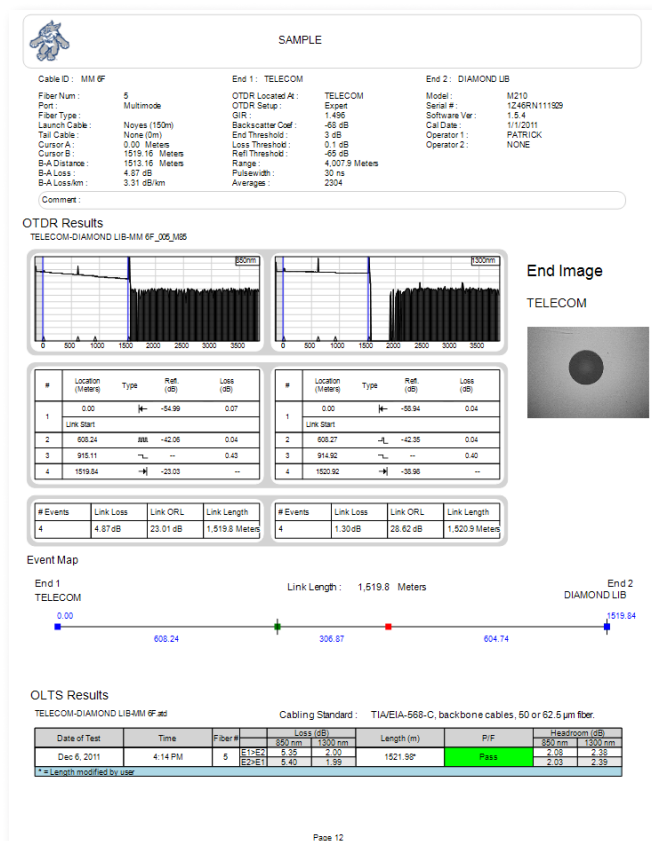 SAMPLE
Cable ID : MM 6F End 1 : TELECOM End 2 : DIAMOND LIB
Fiber Num : 5 OTDR Located At : TELECOM Model : M210
Port : Multimode OTDR Setup : Expert Serial # : 1Z46RN111929
Fiber Type : GIR : 1.496 Software Ver : 1.5.4
Launch Cable : Noyes (150m) Backscatter Coef : -68 dB Cal Date : 1/1/2011
Tail Cable : None (0m) End Threshold : 3 dB Operator 1 : PATRICK
Cursor A : 0.00 Meters Loss Threshold : 0.1 dB Operator 2 : NONE
Cursor B : 1519.16 Meters Refl Threshold : -65 dB
B-A Distance : 1513.16 Meters Range : 4,007.9 Meters
B-A Loss : 4.87 dB Pulsewidth : 30 ns
B-A Loss/km : 3.31 dB/km Averages : 2304
Comment :
OTDR Results
TELECOM-DIAMOND LIB-MM 6F_005_M85
850nm 1300nm
0 500 1000 1500 2000 2500 3000 3500 0 500 1000 1500 2000 2500 3000 3500
End Image
TELECOM
# Location (Meters) Type Refl. (dB) Loss (dB) # Location (Meters) Type Refl. (dB) Loss (dB)
1 0.00 -54.99 0.07 1 0.00 -58.94 0.04
Link Start Link Start
2 608.24 -42.06 0.04 2 608.27 -42.35 0.04
3 915.11 -- 0.43 3 914.92 -- 0.40
4 1519.84 -23.03 -- 4 1520.92 -38.98 --
# Events Link Loss Link ORL Link Length # Events Link Loss Link ORL Link Length
4 4.87 dB 23.01 dB 1,519.8 Meters 4 1.30 dB 28.62 dB 1,520.9 Meters
Event Map
End 1 Link Length : 1,519.8 Meters End 2
TELECOM DIAMOND LIB
0.00 1519.84
608.24 306.87 604.74
OLTS Results
TELECOM-DIAMOND LIB-MM 6F.atd Cabling Standard : TIA/EIA-568-C, backbone cables, 50 or 62.5 µm fiber.
Date of Test Time Fiber # Loss (dB) Length (m) P/F Headroom (dB)
850 nm 1300 nm 850 nm 1300 nm
Dec 6, 2011 4:14 PM 5 E1>E2 5.35 2.00 1521.98* Pass 2.08 2.38
E2>E1 5.40 1.99 2.03 2.39
* = Length modified by user
Page 12